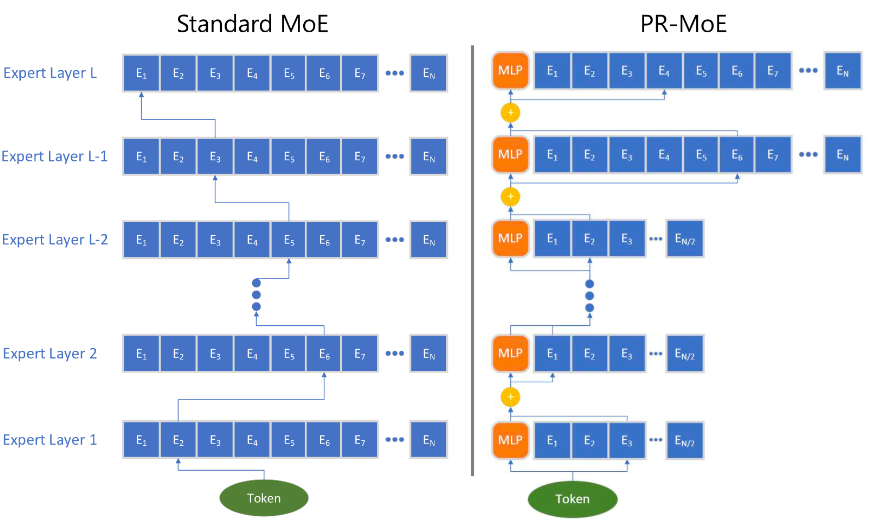 Standard MoE PR-MoE
Expert Layer L E1 E2 E3 E4 E5 E6 E7 ••• EN MLP E1 E2 E3 E4 E5 E6 E7 ••• EN
+
Expert Layer L-1 E1 E2 E3 E4 E5 E6 E7 ••• EN MLP E1 E2 E3 E4 E5 E6 E7 ••• EN
+
Expert Layer L-2 E1 E2 E3 E4 E5 E6 E7 ••• EN MLP E1 E2 E3 ••• EN/2
Expert Layer 2 E1 E2 E3 E4 E5 E6 E7 ••• EN MLP E1 E2 E3 ••• EN/2
+
Expert Layer 1 E1 E2 E3 E4 E5 E6 E7 ••• EN MLP E1 E2 E3 ••• EN/2
Token Token